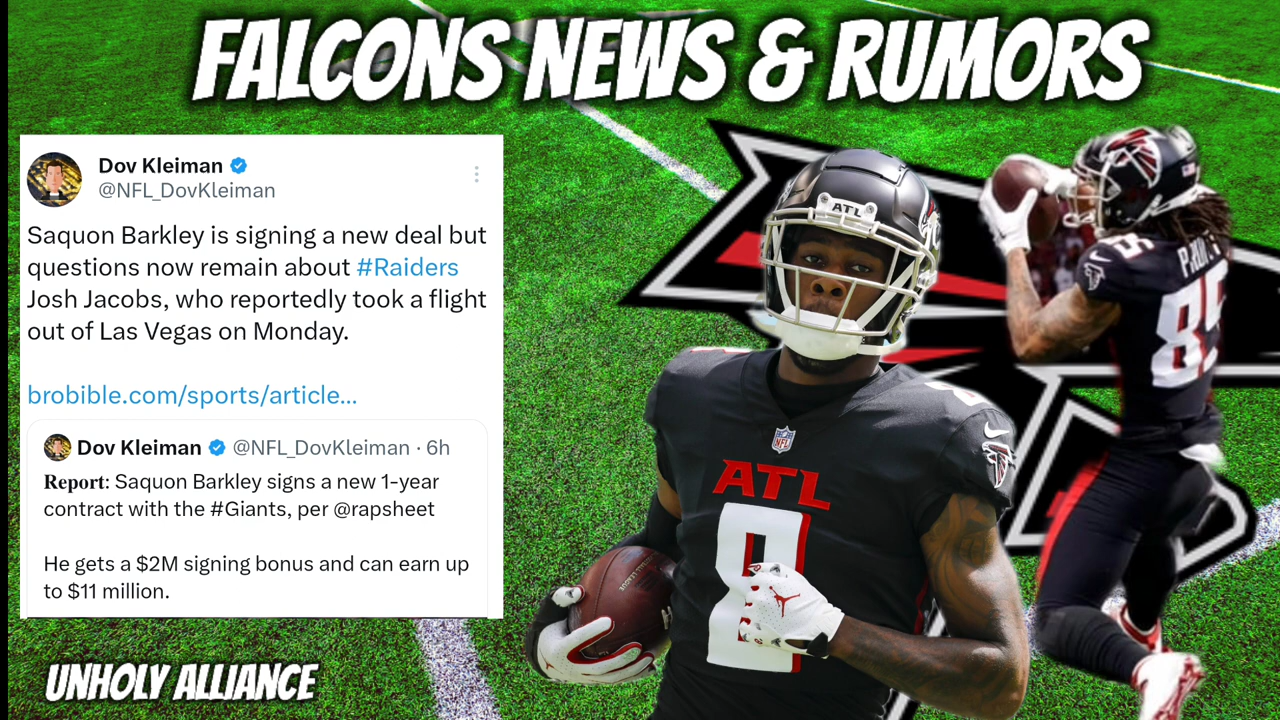 FALCONS NEWS & RUMORS
Dov Kleiman
@NFL_DovKleiman
Saquon Barkley is signing a new deal but
questions now remain about #Raiders
Josh Jacobs, who reportedly took a flight
out of Las Vegas on Monday.
brobible.com/sports/article...
Dov Kleiman @NFL_DovKleiman · 6h
Report: Saquon Barkley signs a new 1-year
contract with the #Giants, per @rapsheet
He gets a $2M signing bonus and can earn up
to $11 million.
UNHOLY ALLIANCE
ATL
NFL
ATL
8
85